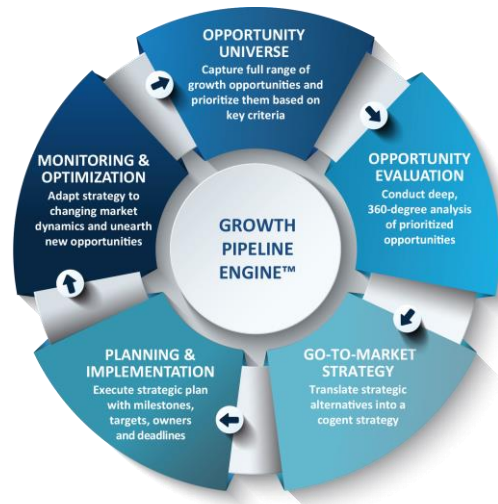 OPPORTUNITY
UNIVERSE
Capture full range of
growth opportunities and
prioritize them based on
key criteria
OPPORTUNITY
EVALUATION
Conduct deep,
360-degree analysis
of prioritized
opportunities
GO-TO-MARKET
STRATEGY
Translate strategic
alternatives into a
cogent strategy
PLANNING &
IMPLEMENTATION
Execute strategic plan
with milestones,
targets, owners
and deadlines
MONITORING &
OPTIMIZATION
Adapt strategy to
changing market
dynamics and unearth
new opportunities
GROWTH
PIPELINE
ENGINE™